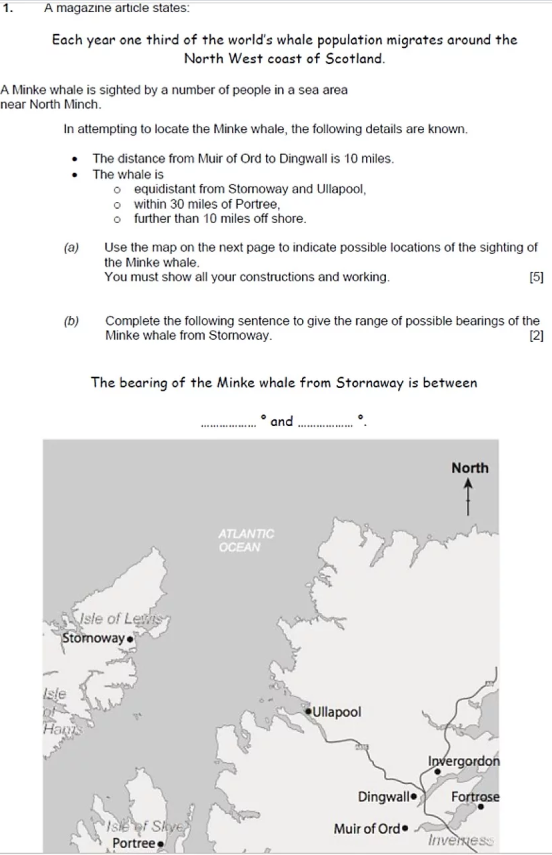 1. A magazine article states:
Each year one third of the world's whale population migrates around the
North West coast of Scotland.
A Minke whale is sighted by a number of people in a sea area
near North Minch.
In attempting to locate the Minke whale, the following details are known.
• The distance from Muir of Ord to Dingwall is 10 miles.
• The whale is
o equidistant from Stornoway and Ullapool,
o within 30 miles of Portree,
o further than 10 miles off shore.
(a) Use the map on the next page to indicate possible locations of the sighting of
the Minke whale.
You must show all your constructions and working. [5]
(b) Complete the following sentence to give the range of possible bearings of the
Minke whale from Stornoway. [2]
The bearing of the Minke whale from Stornaway is between
.................. ° and .................. °.
North
ATLANTIC
OCEAN
Isle of Lewis
Stornoway
Isle
of
Harris
Ullapool
Invergordon
Dingwall
Fortrose
Muir of Ord
Inverness
Isle of Skye
Portree